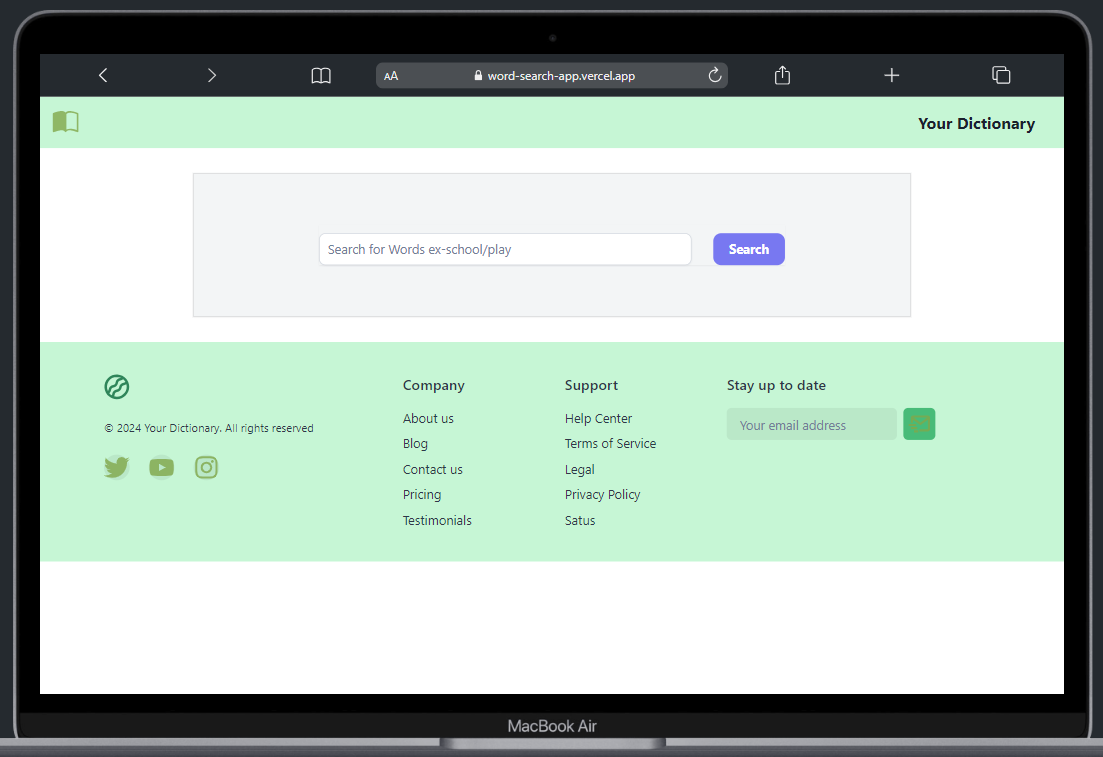 AA word-search-app.vercel.app
Your Dictionary
Search for Words ex-school/play Search
© 2024 Your Dictionary. All rights reserved
Company
About us
Blog
Contact us
Pricing
Testimonials
Support
Help Center
Terms of Service
Legal
Privacy Policy
Satus
Stay up to date
Your email address
MacBook Air